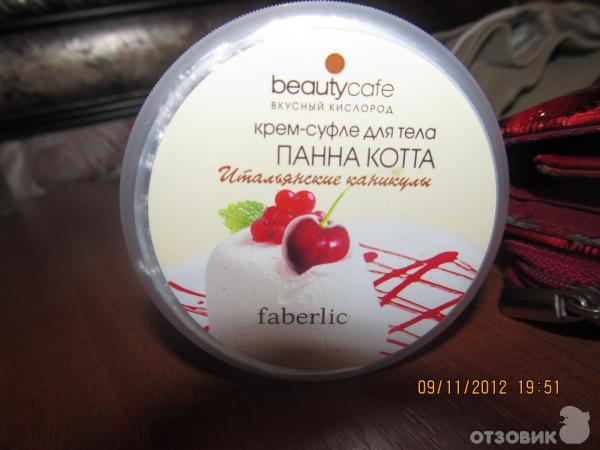 beautycafe
ВКУСНЫЙ КИСЛОРОД
крем-суфле для тела
ПАННА КОТТА
Итальянские каникулы
faberlic
09/11/2012 19:51
ОТЗОВИК